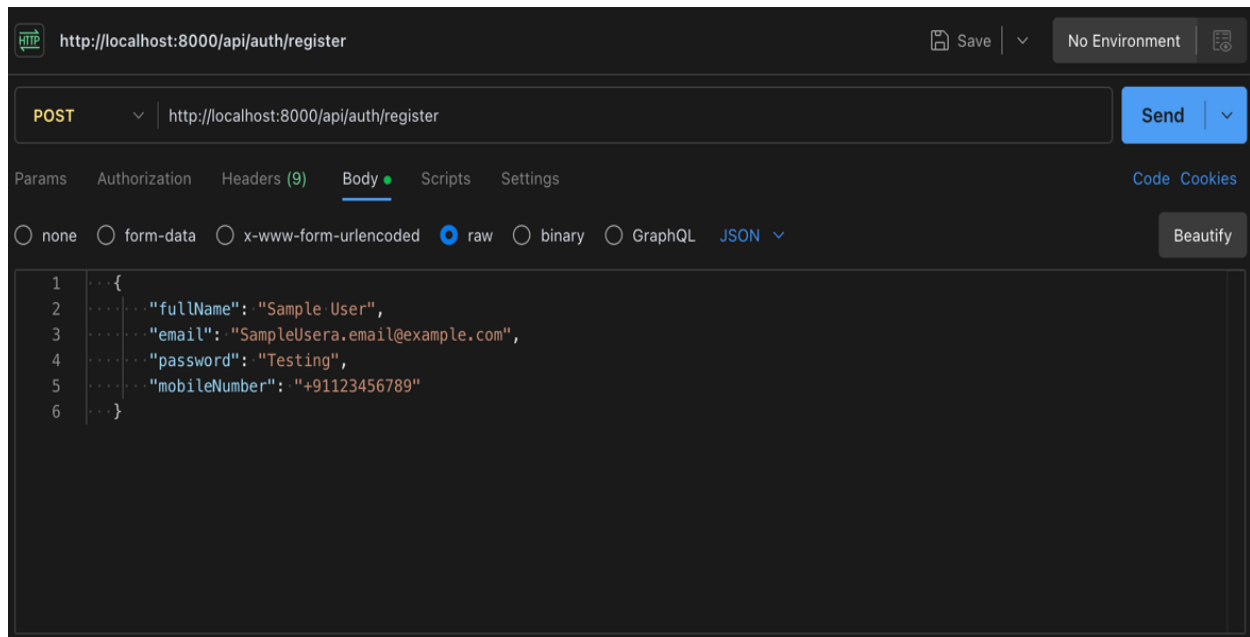 HTTP http://localhost:8000/api/auth/register Save No Environment
POST http://localhost:8000/api/auth/register Send
Params Authorization Headers (9) Body Scripts Settings Code Cookies
none form-data x-www-form-urlencoded raw binary GraphQL JSON Beautify
1 {
2 "fullName": "Sample User",
3 "email": "SampleUsera.email@example.com",
4 "password": "Testing",
5 "mobileNumber": "+91123456789"
6 }